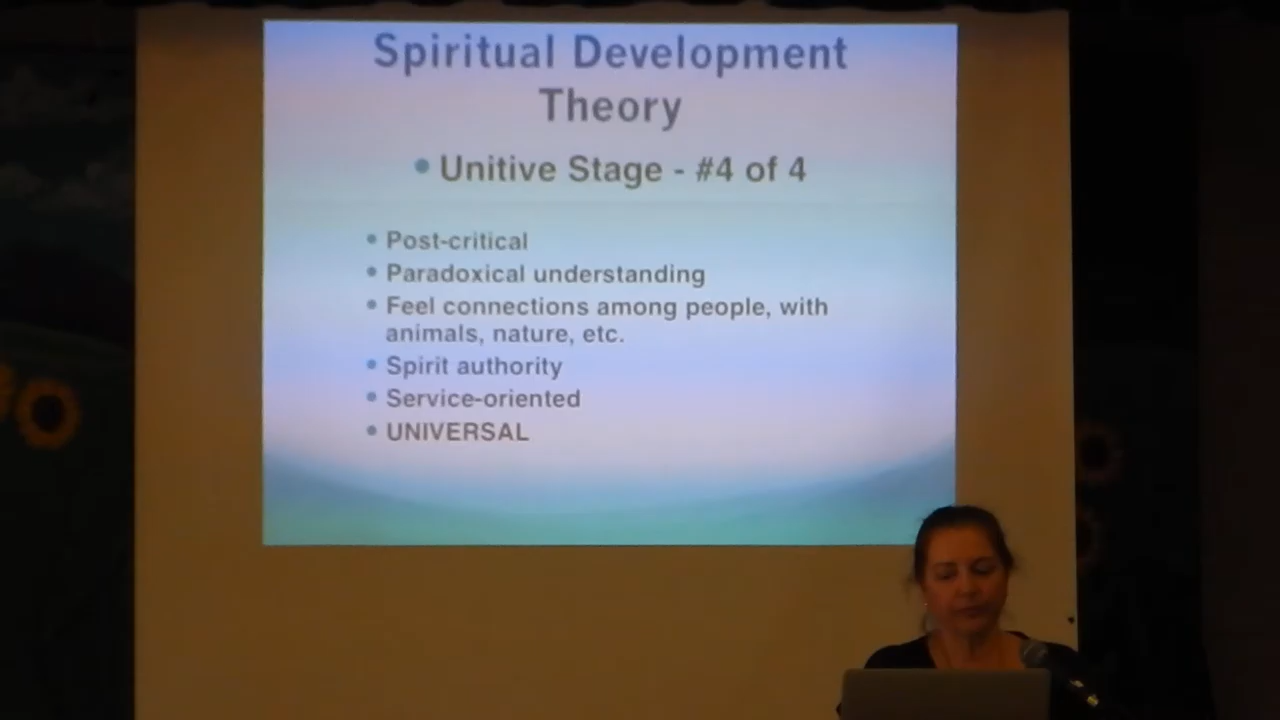 Spiritual Development
Theory
• Unitive Stage - #4 of 4
• Post-critical
• Paradoxical understanding
• Feel connections among people, with
animals, nature, etc.
• Spirit authority
• Service-oriented
• UNIVERSAL